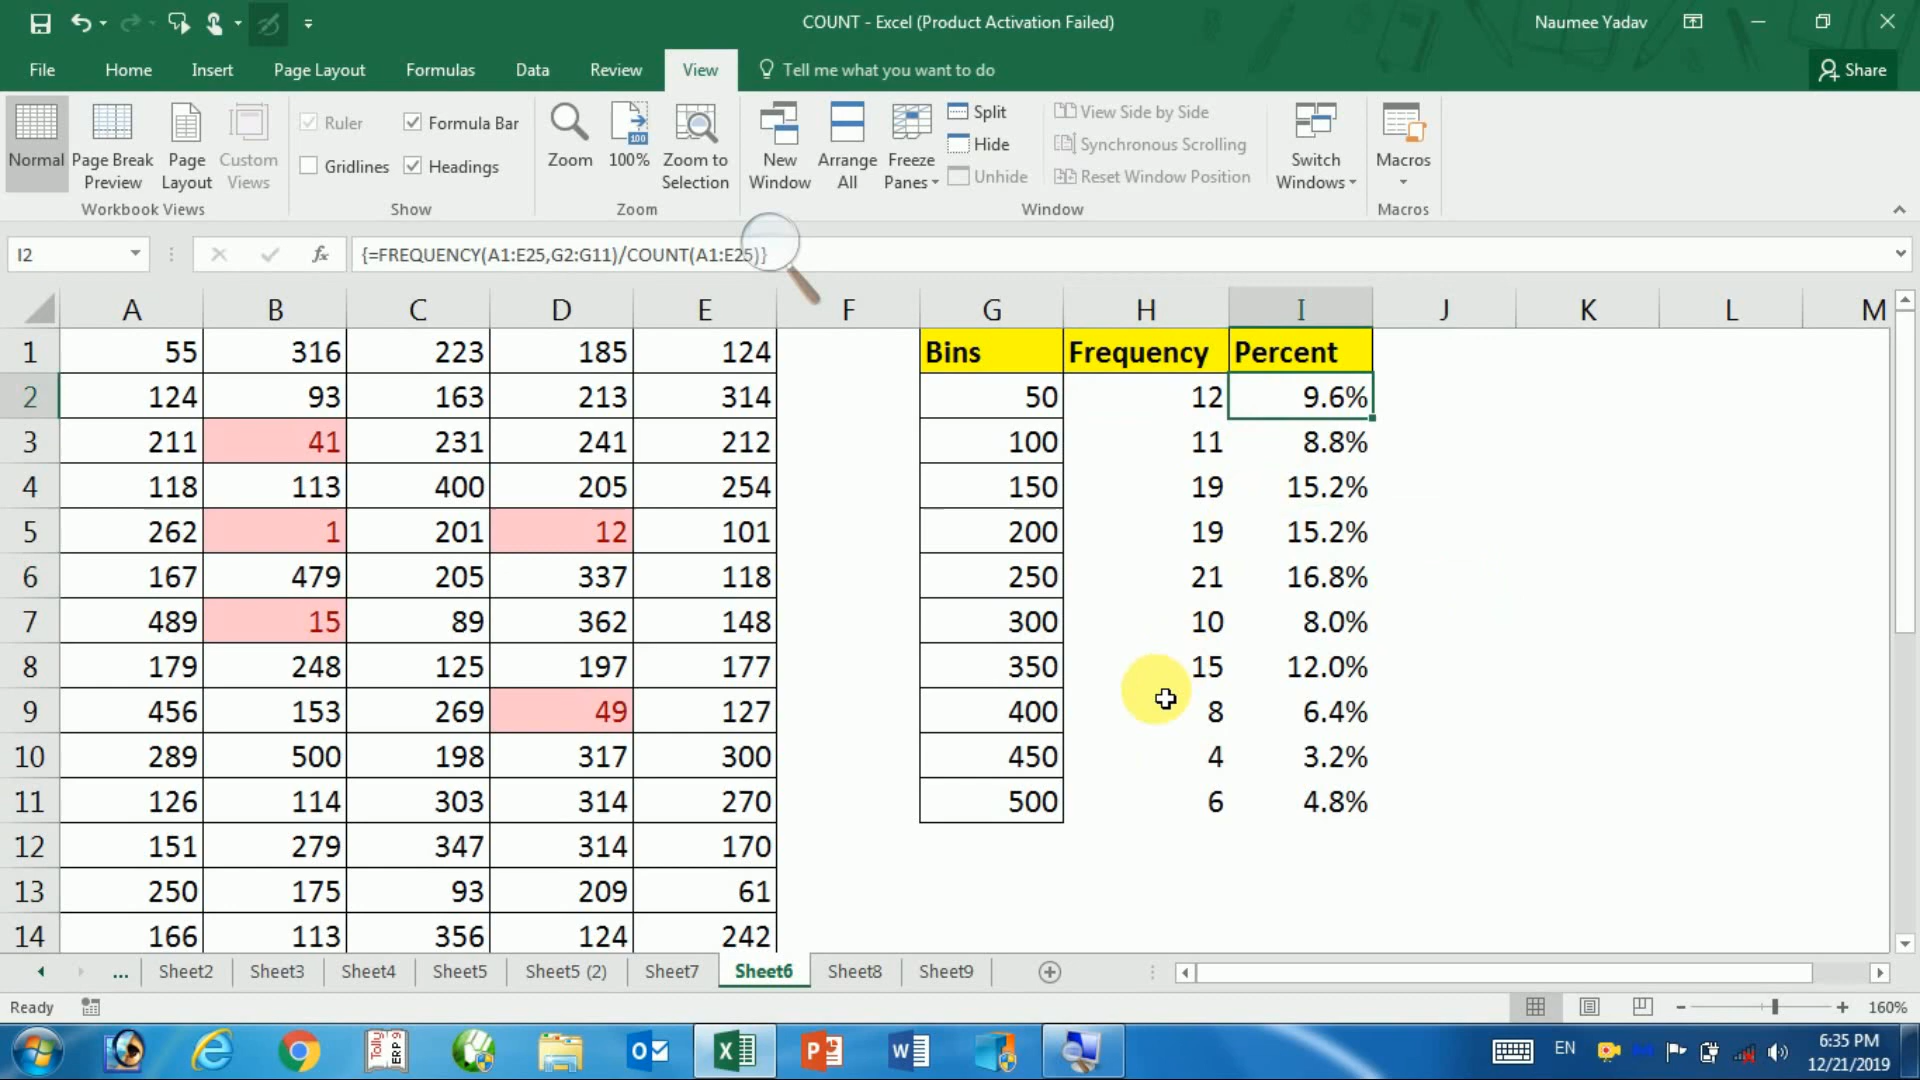 COUNT - Excel (Product Activation Failed)
Naumee Yadav
File Home Insert Page Layout Formulas Data Review View Tell me what you want to do Share
Normal
Page Break Preview
Page Layout
Custom Views
Workbook Views
Ruler
Formula Bar
Gridlines
Headings
Show
Zoom
100
100%
Zoom to Selection
Zoom
New Window
Arrange All
Freeze Panes
Split
Hide
Unhide
View Side by Side
Synchronous Scrolling
Reset Window Position
Window
Switch Windows
Macros
Macros
I2
fx
{=FREQUENCY(A1:E25,G2:G11)/COUNT(A1:E25)}
A B C D E F G H I J K L M
1 55 316 223 185 124 Bins Frequency Percent
2 124 93 163 213 314 50 12 9.6%
3 211 41 231 241 212 100 11 8.8%
4 118 113 400 205 254 150 19 15.2%
5 262 1 201 12 101 200 19 15.2%
6 167 479 205 337 118 250 21 16.8%
7 489 15 89 362 148 300 10 8.0%
8 179 248 125 197 177 350 15 12.0%
9 456 153 269 49 127 400 8 6.4%
10 289 500 198 317 300 450 4 3.2%
11 126 114 303 314 270 500 6 4.8%
12 151 279 347 314 170
13 250 175 93 209 61
14 166 113 356 124 242
... Sheet2 Sheet3 Sheet4 Sheet5 Sheet5 (2) Sheet7 Sheet6 Sheet8 Sheet9
Ready
160%
Tally ERP 9
EN
6:35 PM
12/21/2019